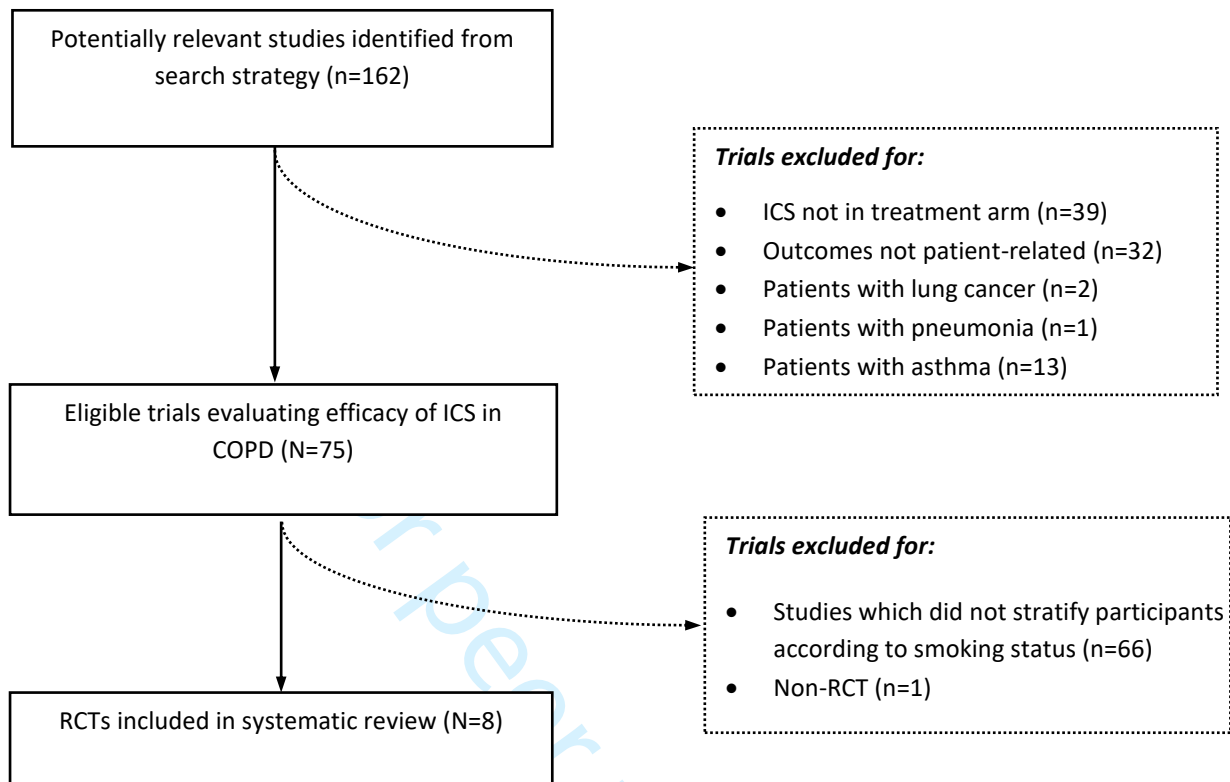 Potentially relevant studies identified from
search strategy (n=162)
Trials excluded for:
• ICS not in treatment arm (n=39)
• Outcomes not patient-related (n=32)
• Patients with lung cancer (n=2)
• Patients with pneumonia (n=1)
• Patients with asthma (n=13)
Eligible trials evaluating efficacy of ICS in
COPD (N=75)
Trials excluded for:
• Studies which did not stratify participants
according to smoking status (n=66)
• Non-RCT (n=1)
RCTs included in systematic review (N=8)
r peer